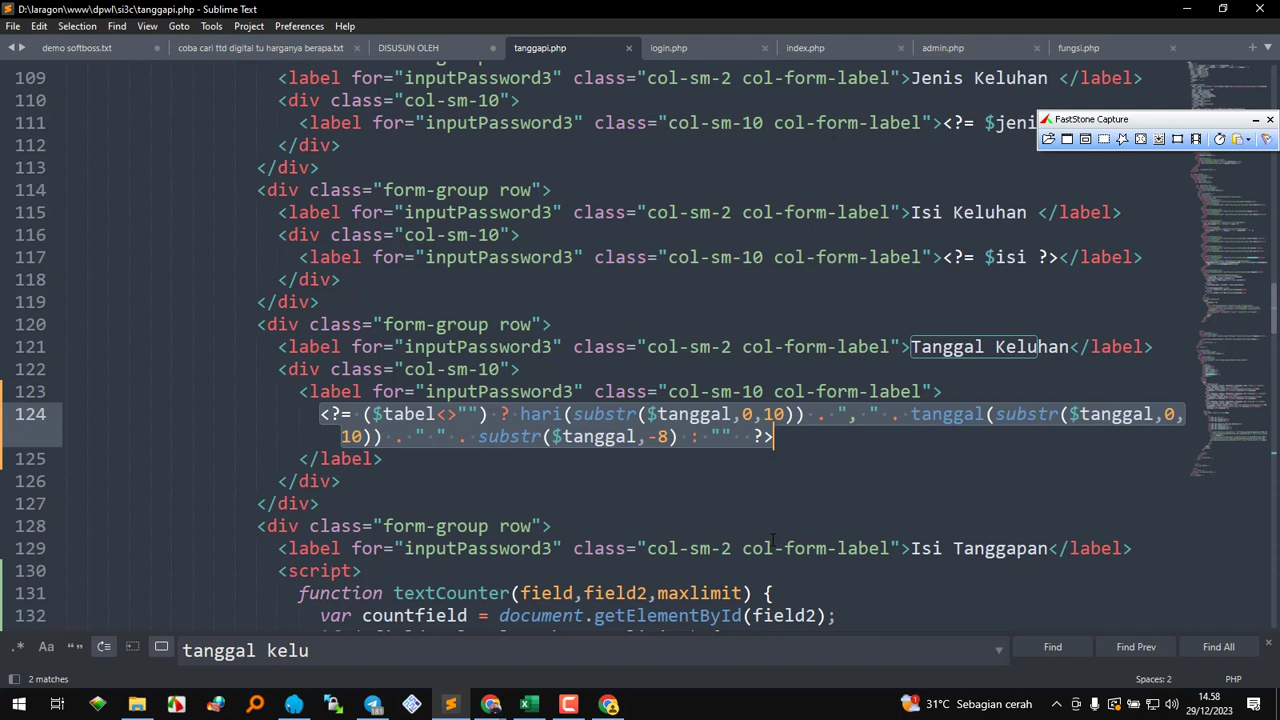 D:\laragon\www\dpwl\si3c\tanggapi.php - Sublime Text
File Edit Selection Find View Goto Tools Project Preferences Help
demo softboss.txt coba cari ttd digital tu harganya berapa.txt DISUSUN OLEH tanggapi.php login.php index.php admin.php fungsi.php
109 <label for="inputPassword3" class="col-sm-2 col-form-label">Jenis Keluhan </label>
110 <div class="col-sm-10">
111 <label for="inputPassword3" class="col-sm-10 col-form-label"><?= $jeni
FastStone Capture
112 </div>
113 </div>
114 <div class="form-group row">
115 <label for="inputPassword3" class="col-sm-2 col-form-label">Isi Keluhan </label>
116 <div class="col-sm-10">
117 <label for="inputPassword3" class="col-sm-10 col-form-label"><?= $isi ?></label>
118 </div>
119 </div>
120 <div class="form-group row">
121 <label for="inputPassword3" class="col-sm-2 col-form-label">Tanggal Keluhan</label>
122 <div class="col-sm-10">
123 <label for="inputPassword3" class="col-sm-10 col-form-label">
124 <?= ($tabel<>"") ? hari(substr($tanggal,0,10)) . ", " . tanggal(substr($tanggal,0,
10)) . " " . substr($tanggal,-8) : "" ?>
125 </label>
126 </div>
127 </div>
128 <div class="form-group row">
129 <label for="inputPassword3" class="col-sm-2 col-form-label">Isi Tanggapan</label>
130 <script>
131 function textCounter(field,field2,maxlimit) {
132 var countfield = document.getElementById(field2);
.* Aa “” tanggal kelu Find Find Prev Find All
2 matches Spaces: 2 PHP
31°C Sebagian cerah 14.58
29/12/2023